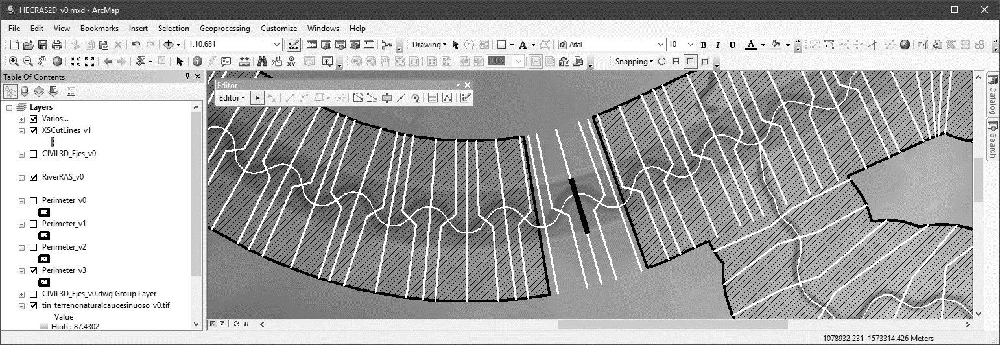 HECRAS2D_v0.mxd - ArcMap
File Edit View Bookmarks Insert Selection Geoprocessing Customize Windows Help
1:10,681 Drawing A Arial 10 B I U A
XY 100% Snapping
Table Of Contents
Editor
Editor
Layers
Varios...
XSCutLines_v1
CIVIL3D_Ejes_v0
RiverRAS_v0
Perimeter_v0
Perimeter_v1
Perimeter_v2
Perimeter_v3
CIVIL3D_Ejes_v0.dwg Group Layer
tin_terrenonaturalcaucesinuoso_v0.tif
Value
High : 87.4302
Catalog
Search
1078932.231 1573314.426 Meters